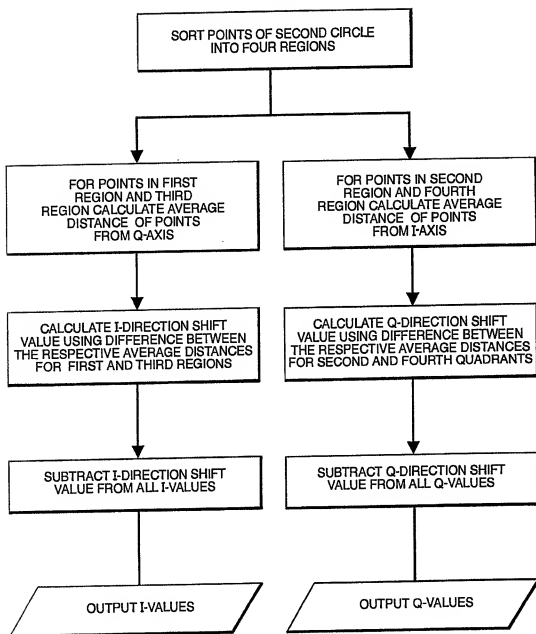 SORT POINTS OF SECOND CIRCLE
INTO FOUR REGIONS
FOR POINTS IN FIRST
REGION AND THIRD
REGION CALCULATE AVERAGE
DISTANCE OF POINTS
FROM Q-AXIS
FOR POINTS IN SECOND
REGION AND FOURTH
REGION CALCULATE AVERAGE
DISTANCE OF POINTS
FROM I-AXIS
CALCULATE I-DIRECTION SHIFT
VALUE USING DIFFERENCE BETWEEN
THE RESPECTIVE AVERAGE DISTANCES
FOR FIRST AND THIRD REGIONS
CALCULATE Q-DIRECTION SHIFT
VALUE USING DIFFERENCE BETWEEN
THE RESPECTIVE AVERAGE DISTANCES
FOR SECOND AND FOURTH QUADRANTS
SUBTRACT I-DIRECTION SHIFT
VALUE FROM ALL I-VALUES
SUBTRACT Q-DIRECTION SHIFT
VALUE FROM ALL Q-VALUES
OUTPUT I-VALUES
OUTPUT Q-VALUES